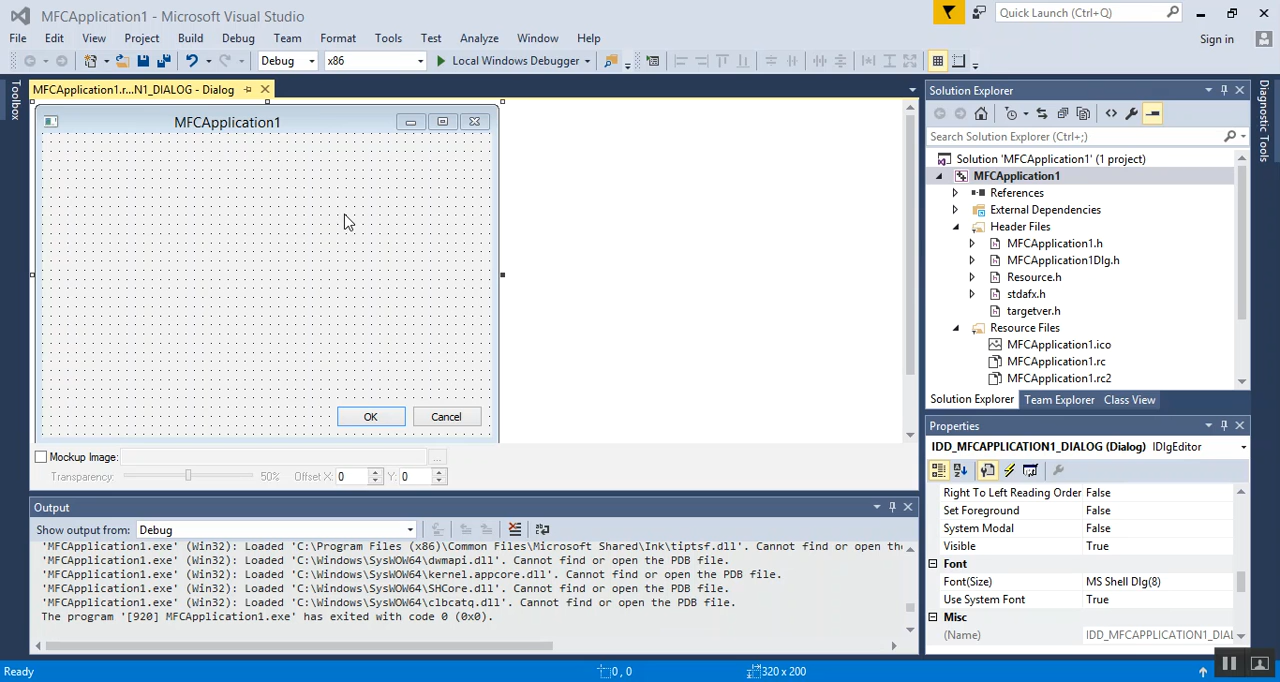 MFCApplication1 - Microsoft Visual Studio
Quick Launch (Ctrl+Q)
File Edit View Project Build Debug Team Format Tools Test Analyze Window Help
Sign in
Debug x86 Local Windows Debugger
Toolbox
MFCApplication1.r...N1_DIALOG - Dialog
MFCApplication1
OK Cancel
Mockup Image: ...
Transparency: 50% Offset X: 0 Y: 0
Output
Show output from: Debug
'MFCApplication1.exe' (Win32): Loaded 'C:\Program Files (x86)\Common Files\Microsoft Shared\Ink\tiptsf.dll'. Cannot find or open the
'MFCApplication1.exe' (Win32): Loaded 'C:\Windows\SysWOW64\dwmapi.dll'. Cannot find or open the PDB file.
'MFCApplication1.exe' (Win32): Loaded 'C:\Windows\SysWOW64\kernel.appcore.dll'. Cannot find or open the PDB file.
'MFCApplication1.exe' (Win32): Loaded 'C:\Windows\SysWOW64\SHCore.dll'. Cannot find or open the PDB file.
'MFCApplication1.exe' (Win32): Loaded 'C:\Windows\SysWOW64\clbcatq.dll'. Cannot find or open the PDB file.
The program '[920] MFCApplication1.exe' has exited with code 0 (0x0).
Solution Explorer
Search Solution Explorer (Ctrl+;)
Solution 'MFCApplication1' (1 project)
MFCApplication1
References
External Dependencies
Header Files
MFCApplication1.h
MFCApplication1Dlg.h
Resource.h
stdafx.h
targetver.h
Resource Files
MFCApplication1.ico
MFCApplication1.rc
MFCApplication1.rc2
Solution Explorer Team Explorer Class View
Properties
IDD_MFCAPPLICATION1_DIALOG (Dialog) IDlgEditor
Right To Left Reading Order False
Set Foreground False
System Modal False
Visible True
Font
Font(Size) MS Shell Dlg(8)
Use System Font True
Misc
(Name) IDD_MFCAPPLICATION1_DIAL
Diagnostic Tools
Ready 0, 0 320 x 200